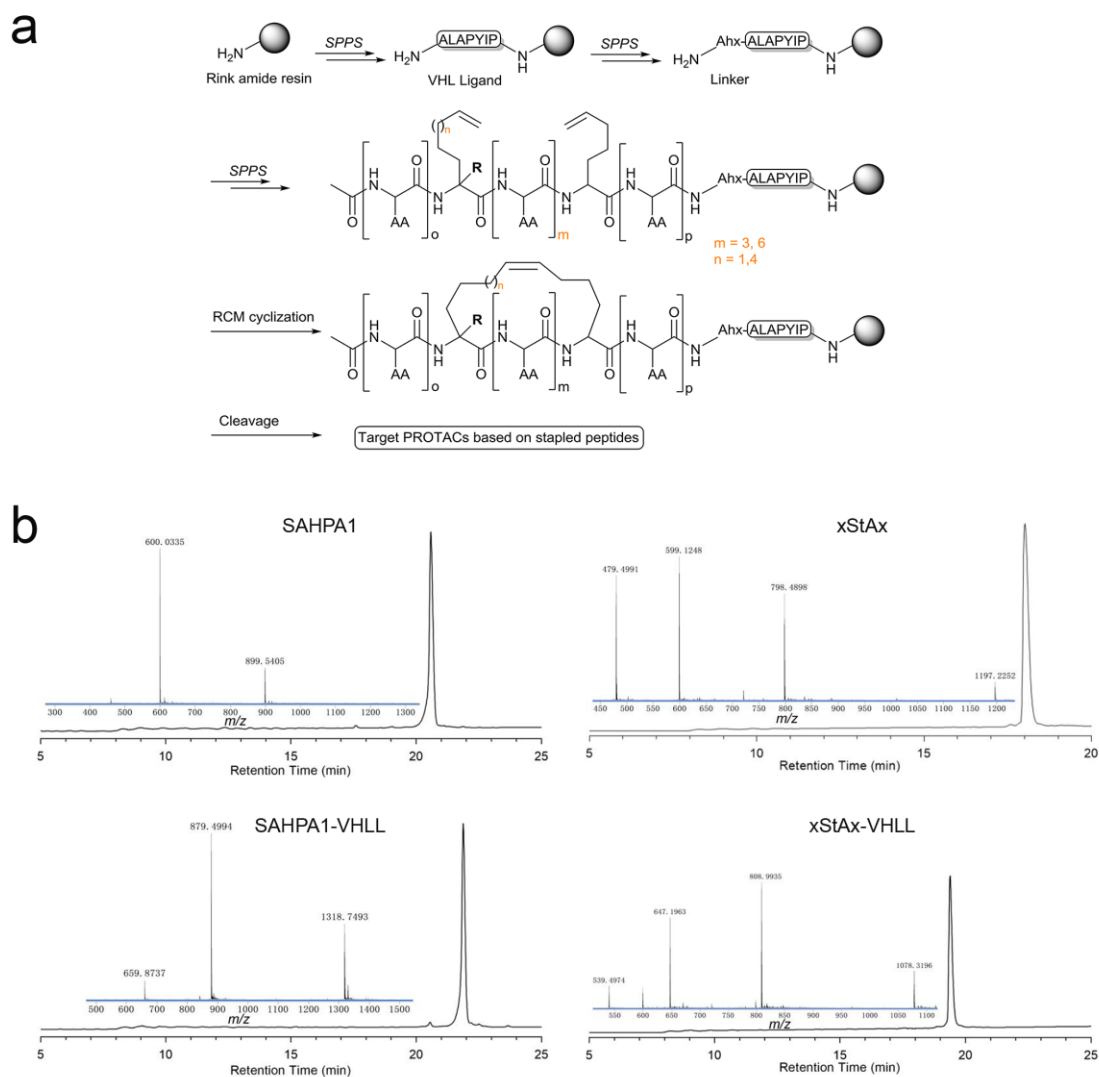 a
SPPS
SPPS
H2N
ALAPYIP
H2N
N
H
Ahx-ALAPYIP
H2N
N
H
Rink amide resin
VHL Ligand
Linker
SPPS
( )n
R
O
H
N
AA
o
N
H
O
H
N
AA
m
O
N
H
O
H
N
AA
p
O
N
H
Ahx-ALAPYIP
N
H
m = 3, 6
n = 1,4
RCM cyclization
( )n
R
O
H
N
AA
o
N
H
O
H
N
AA
m
O
N
H
O
H
N
AA
p
O
N
H
Ahx-ALAPYIP
N
H
Cleavage
Target PROTACs based on stapled peptides
b
SAHPA1
600.0335
899.5405
300 400 500 600 700 800 900 1000 1100 1200 1300
m/z
5 10 15 20 25
Retention Time (min)
xStAx
479.4991
599.1248
798.4898
1197.2252
450 500 550 600 650 700 750 800 850 900 1000 1100 1200
m/z
5 10 15 20
Retention Time (min)
SAHPA1-VHLL
879.4994
1318.7493
659.8737
500 600 700 800 900 1000 1100 1200 1300 1400 1500
m/z
5 10 15 20 25
Retention Time (min)
xStAx-VHLL
808.9935
647.1963
539.4974
1078.3196
550 600 650 700 750 800 850 900 1000 1100
m/z
5 10 15 20 25
Retention Time (min)